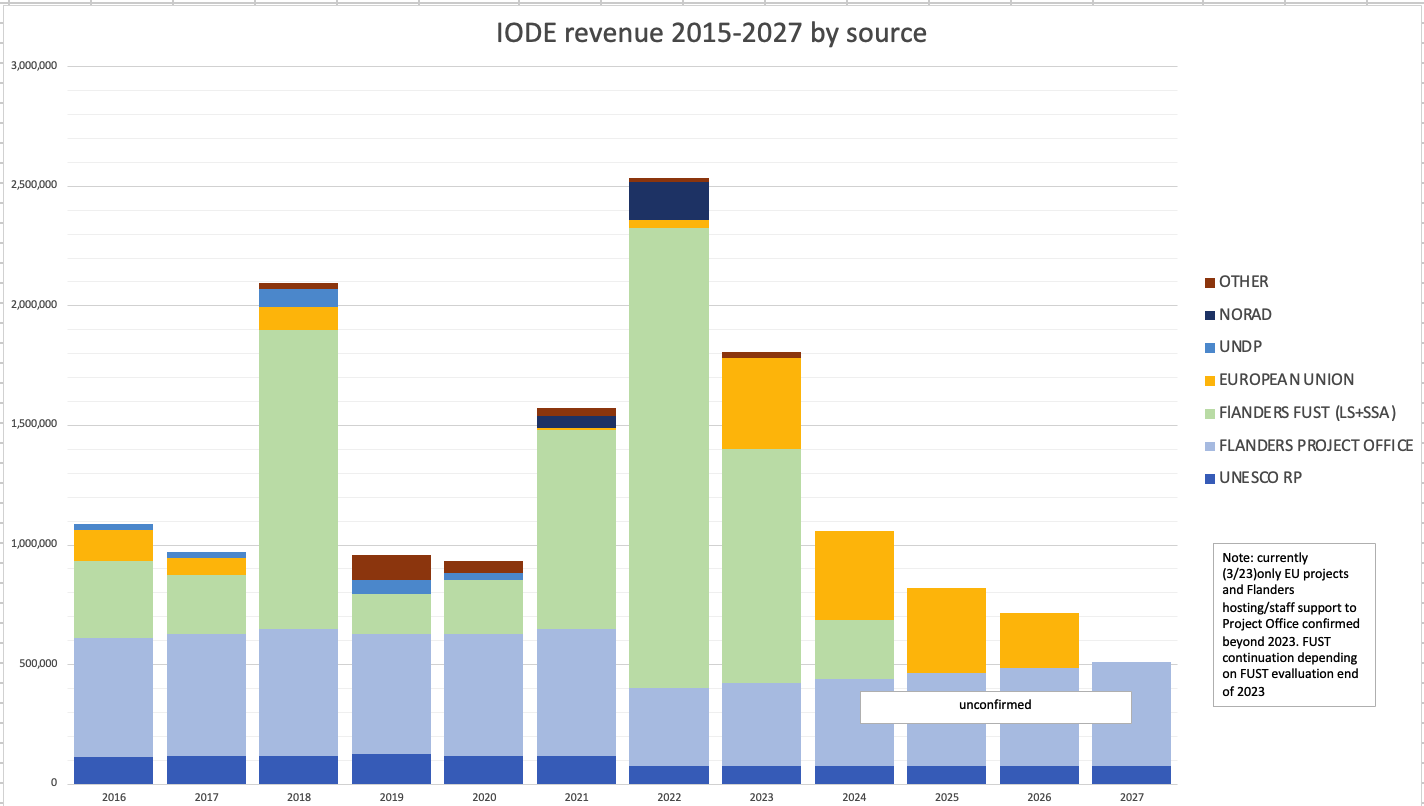 IODE revenue 2015-2027 by source
3,000,000
2,500,000
2,000,000
1,500,000
1,000,000
500,000
0
2016 2017 2018 2019 2020 2021 2022 2023 2024 2025 2026 2027
unconfirmed
OTHER
NORAD
UNDP
EUROPEAN UNION
FlANDERS FUST (LS+SSA)
FLANDERS PROJECT OFFICE
UNESCO RP
Note: currently
(3/23)only EU projects
and Flanders
hosting/staff support to
Project Office confirmed
beyond 2023. FUST
continuation depending
on FUST evalluation end
of 2023